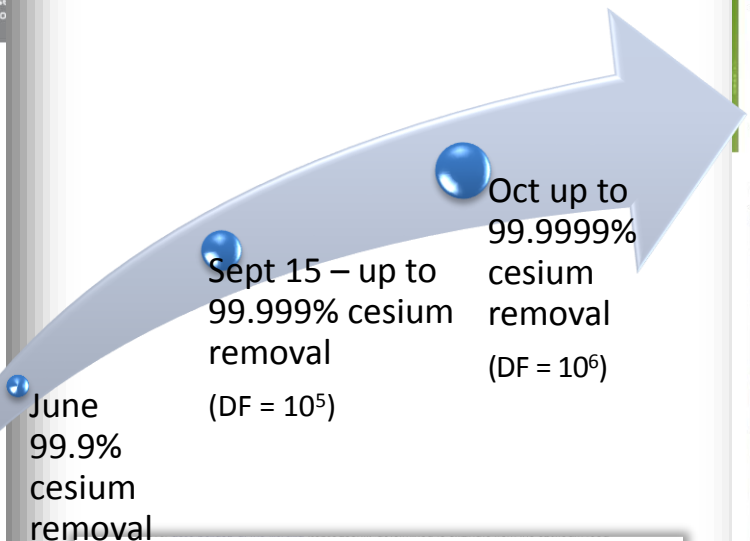 June
99.9%
cesium
removal
Sept 15 – up to
99.999% cesium
removal
(DF = 10⁵)
Oct up to
99.9999%
cesium
removal
(DF = 10⁶)